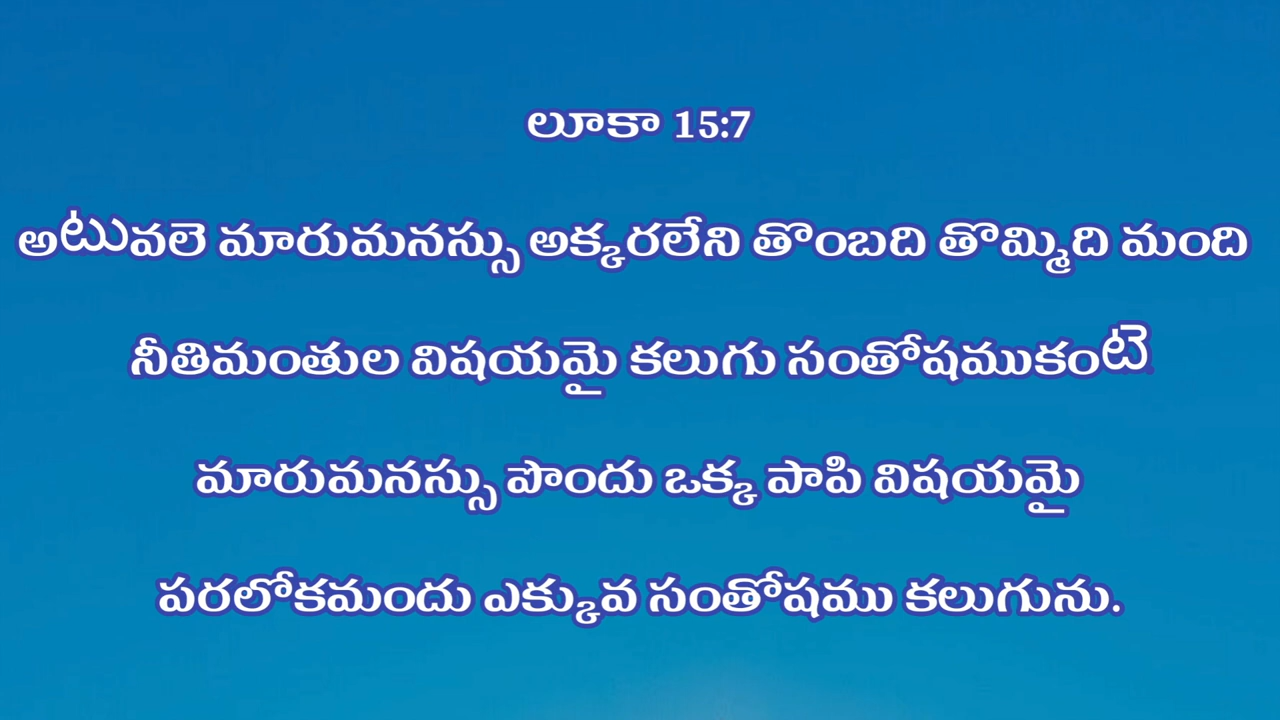 లూకా 15:7
అటువలె మారుమనస్సు అక్కరలేని తొంబది తొమ్మిది మంది
నీతిమంతుల విషయమై కలుగు సంతోషముకంటె
మారుమనస్సు పొందు ఒక్క పాపి విషయమై
పరలోకమందు ఎక్కువ సంతోషము కలుగును.